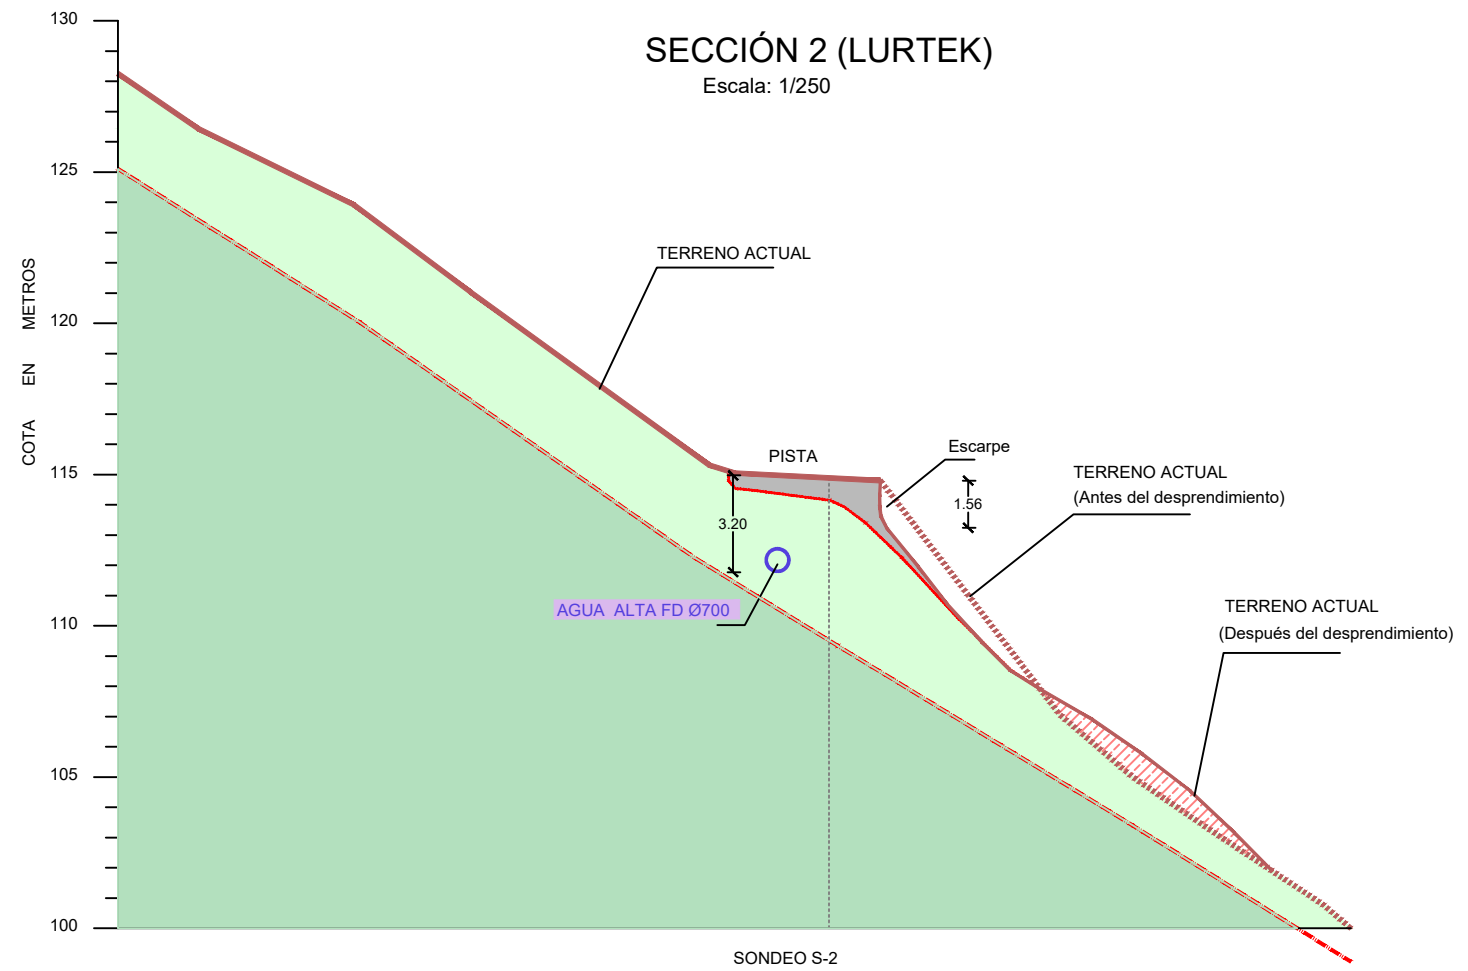 SECCIÓN 2 (LURTEK)
Escala: 1/250
130
125
120
115
110
105
100
COTA EN METROS
TERRENO ACTUAL
PISTA
Escarpe
TERRENO ACTUAL
(Antes del desprendimiento)
1.56
3.20
AGUA ALTA FD Ø700
TERRENO ACTUAL
(Después del desprendimiento)
SONDEO S-2